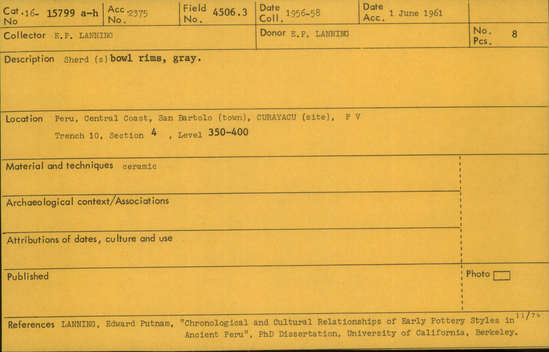 Cat. No 16- 15799 a-h Acc No. 2375 Field No. 4506.3 Date Coll. 1956-58 Date Acc. 1 June 1961
Collector E.P. LANNING Donor E.P. LANNING No. Pcs. 8
Description Sherd (s) bowl rims, gray.
Location Peru, Central Coast, San Bartolo (town), CURAYACU (site), P V
Trench 10, Section 4 , Level 350-400
Material and techniques ceramic
Archaeological context/Associations
Attributions of dates, culture and use
Published Photo
11/74
References LANNING, Edward Putnam, "Chronological and Cultural Relationships of Early Pottery Styles in
Ancient Peru". PhD Dissertation, University of California, Berkeley.